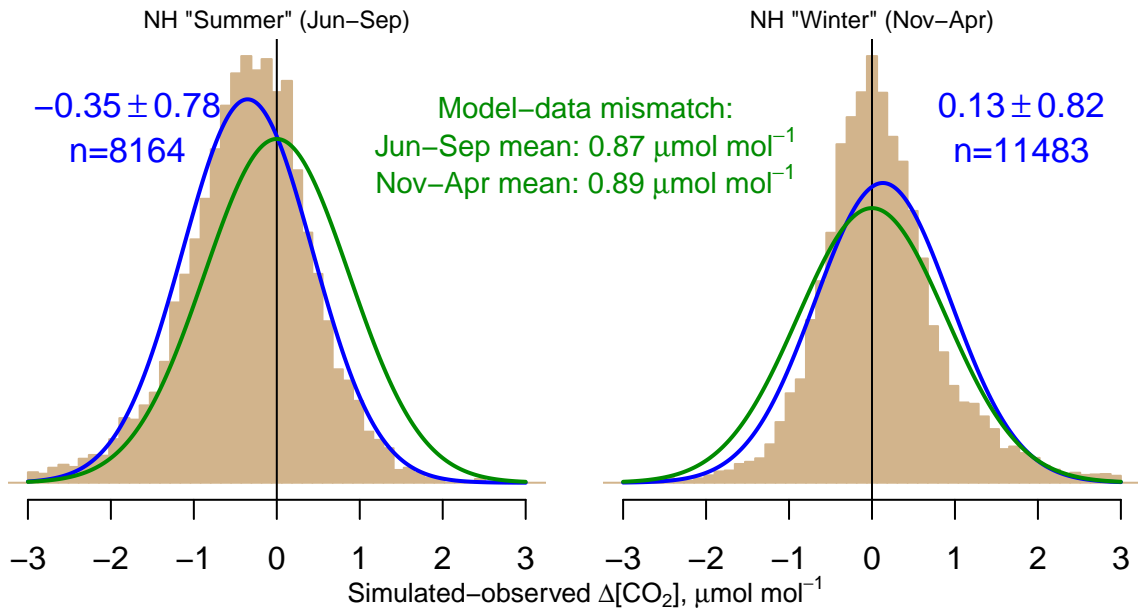 NH "Summer" (Jun−Sep)
−0.35 ± 0.78
n=8164
−3 −2 −1 0 1 2 3
Model−data mismatch:
Jun−Sep mean: 0.87 μmol mol⁻¹
Nov−Apr mean: 0.89 μmol mol⁻¹
NH "Winter" (Nov−Apr)
0.13 ± 0.82
n=11483
−3 −2 −1 0 1 2 3
Simulated−observed Δ[CO₂], μmol mol⁻¹